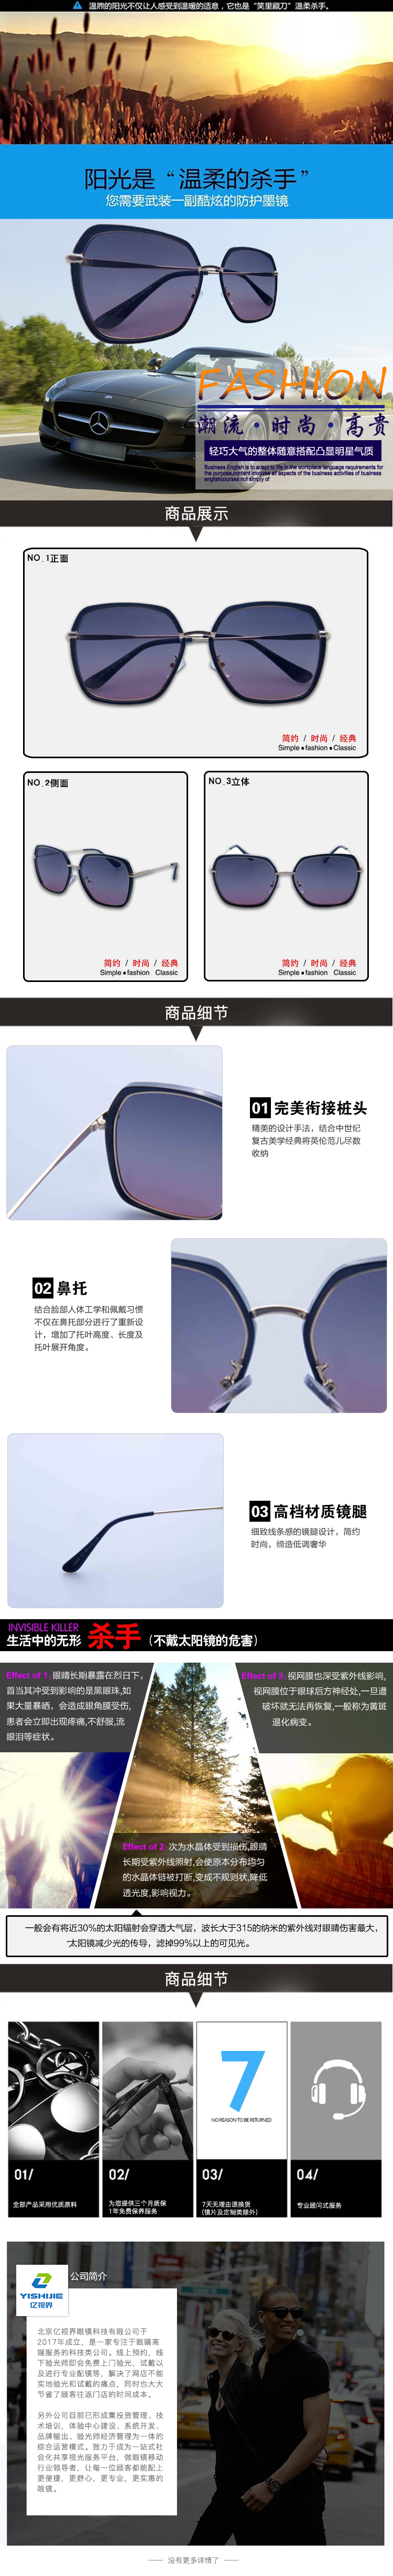 温煦的阳光不仅让人感受到温暖的适意，它也是“笑里藏刀”温柔杀手。
阳光是“温柔的杀手”
您需要武装一副酷炫的防护墨镜
FASHION
潮流·时尚·高贵
轻巧大气的整体随意搭配凸显明星气质
Business English is to adapt to life in the workplace language requirements for
the purpose,content involves all aspects of the business activities of business
englishcourses not simply of
商品展示
NO.1正面
简约 / 时尚 / 经典
Simple•fashion•Classic
NO.2侧面
简约 / 时尚 / 经典
Simple•fashion Classic
NO.3立体
简约 / 时尚 / 经典
Simple•fashion•Classic
商品细节
01 完美衔接桩头
精美的设计手法，结合中世纪
复古美学经典将英伦范儿尽数
收纳
02 鼻托
结合脸部人体工学和佩戴习惯
不仅在鼻托部分进行了重新设
计，增加了托叶高度、长度及
托叶展开角度。
03 高档材质镜腿
细致线条感的镜腿设计，简约
时尚，缔造低调奢华
INVISIBLE KILLER
生活中的无形 杀手（不戴太阳镜的危害）
Effect of 1:眼睛长期暴露在烈日下，
首当其冲受到影响的是黑眼珠,如
果大量暴晒，会造成眼角膜受伤,
患者会立即出现疼痛,不舒服,流
眼泪等症状。
Effect of 3:视网膜也深受紫外线影响,
视网膜位于眼球后方神经处,一旦遭
破坏就无法再恢复,一般称为黄斑
退化病变。
Effect of 2:次为水晶体受到损伤,眼睛
长期受紫外线照射,会使原本分布均匀
的水晶体链被打断,变成不规则状,降低
透光度,影响视力。
一般会有将近30%的太阳辐射会穿透大气层，波长大于315的纳米的紫外线对眼睛伤害最大，
太阳镜减少光的传导，滤掉99%以上的可见光。
商品细节
01/
全部产品采用优质原料
02/
为您提供三个月质保
1年免费保养服务
7
NO REASON TO BE RETURNED
03/
7天无理由退换货
(镜片及定制类除外)
04/
专业顾问式服务
YISHIJIE
亿视界
公司简介
北京亿视界眼镜科技有限公司于
2017年成立，是一家专注于眼睛高
端服务的科技类公司。线上预约，线
下验光师即会免费上门验光，试戴以
及进行专业配镜等，解决了网店不能
实地验光和试戴的痛点，同时也大大
节省了顾客往返门店的时间成本。
另外公司目前已形成集投资管理、技
术培训，体验中心建设、系统开发、
品牌输出、验光师经济管理为一体的
综合运营模式。致力于成为一站式社
会化共享视光服务平台，做眼镜移动
行业领导者，让每一位顾客都能配上
更便捷，更舒心，更专业，更实惠的
眼镜。
没有更多详情了